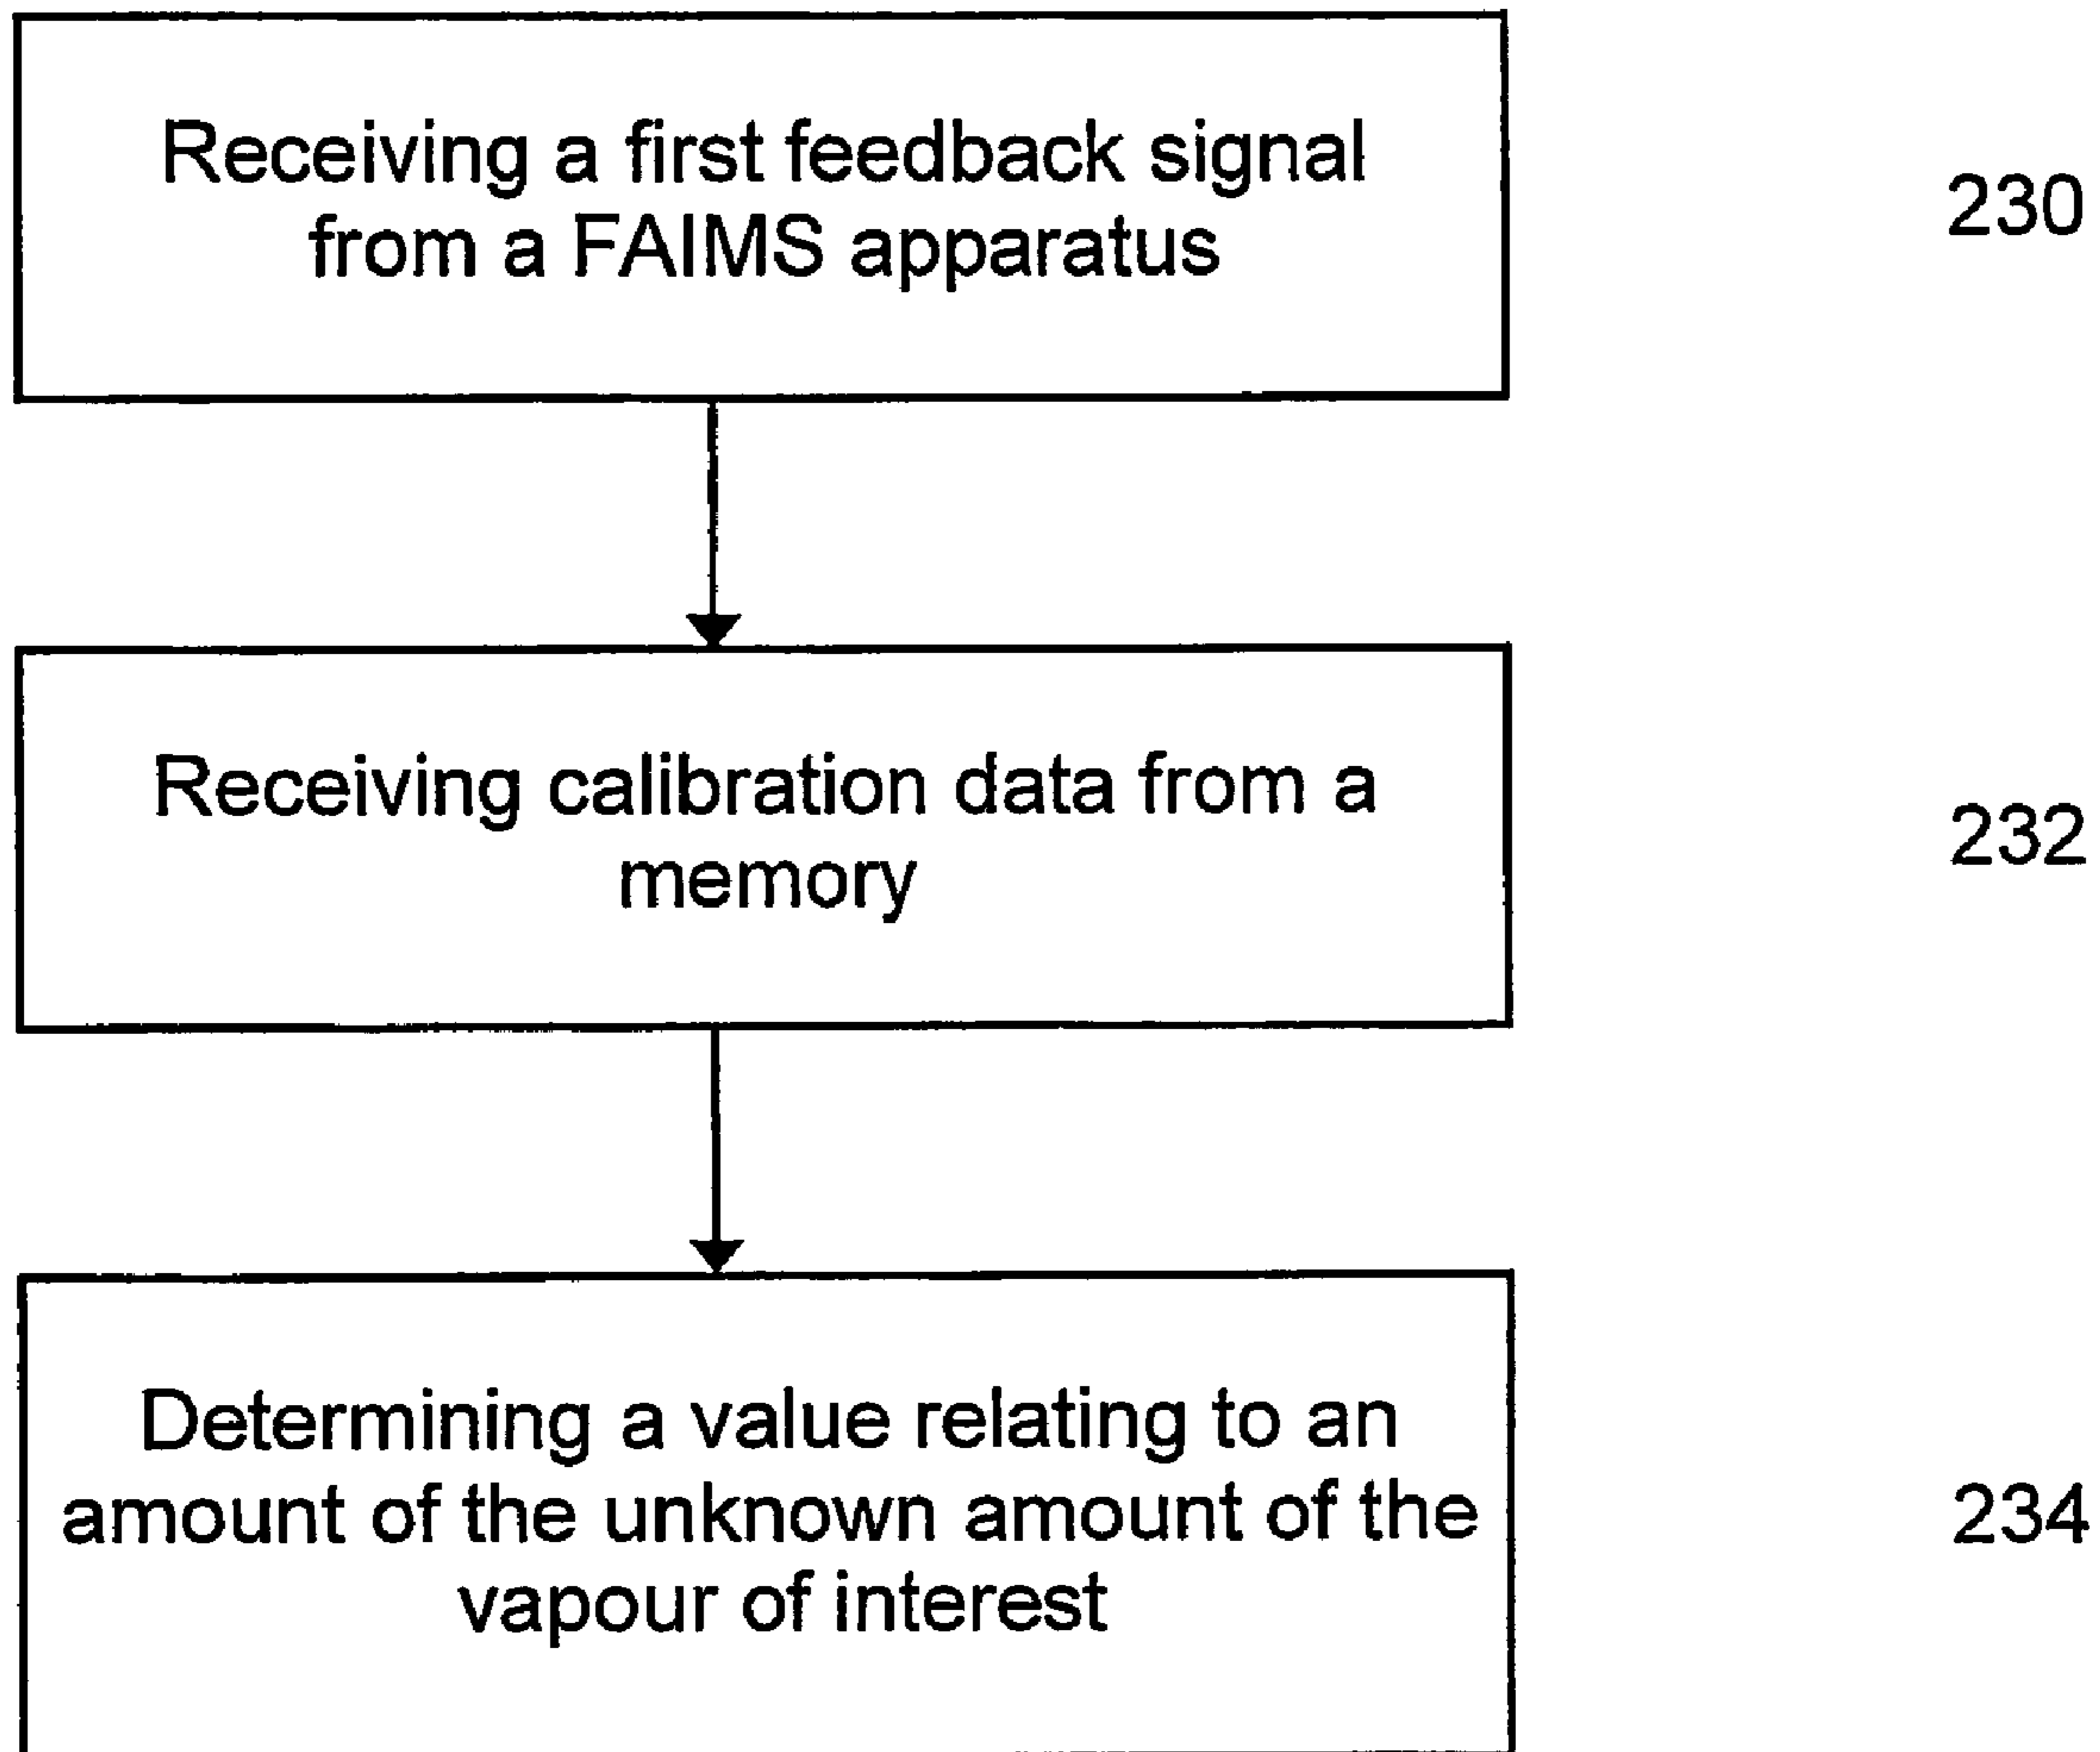 Receiving a first feedback signal
from a FAIMS apparatus
230
Receiving calibration data from a
memory
232
Determining a value relating to an
amount of the unknown amount of the
vapour of interest
234